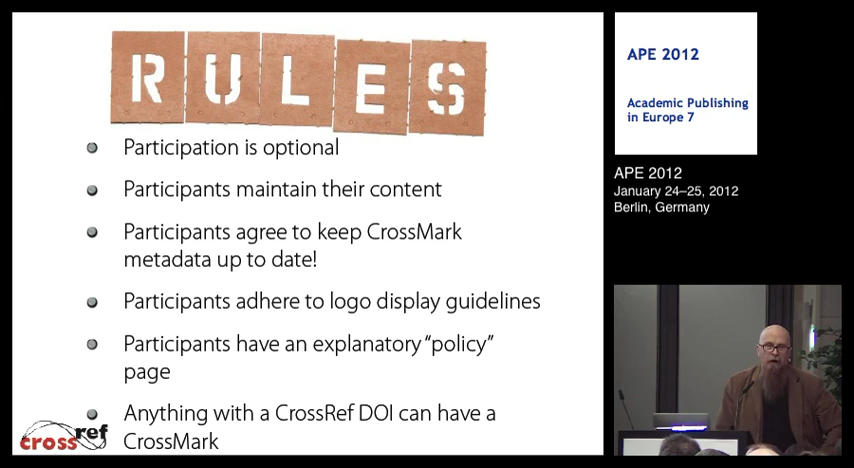 RULES
Participation is optional
Participants maintain their content
Participants agree to keep CrossMark
metadata up to date!
Participants adhere to logo display guidelines
Participants have an explanatory “policy”
page
Anything with a CrossRef DOI can have a
CrossMark
crossref
APE 2012
Academic Publishing
in Europe 7
APE 2012
January 24–25, 2012
Berlin, Germany